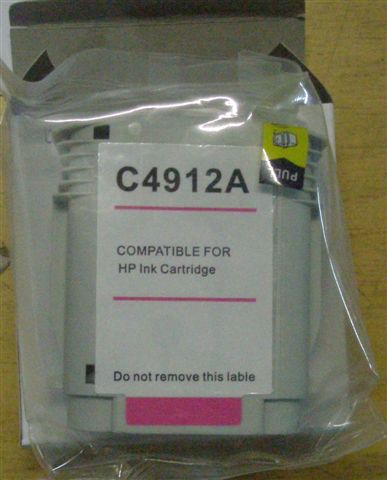 C4912A
PULL
COMPATIBLE FOR
HP Ink Cartridge
Do not remove this lable